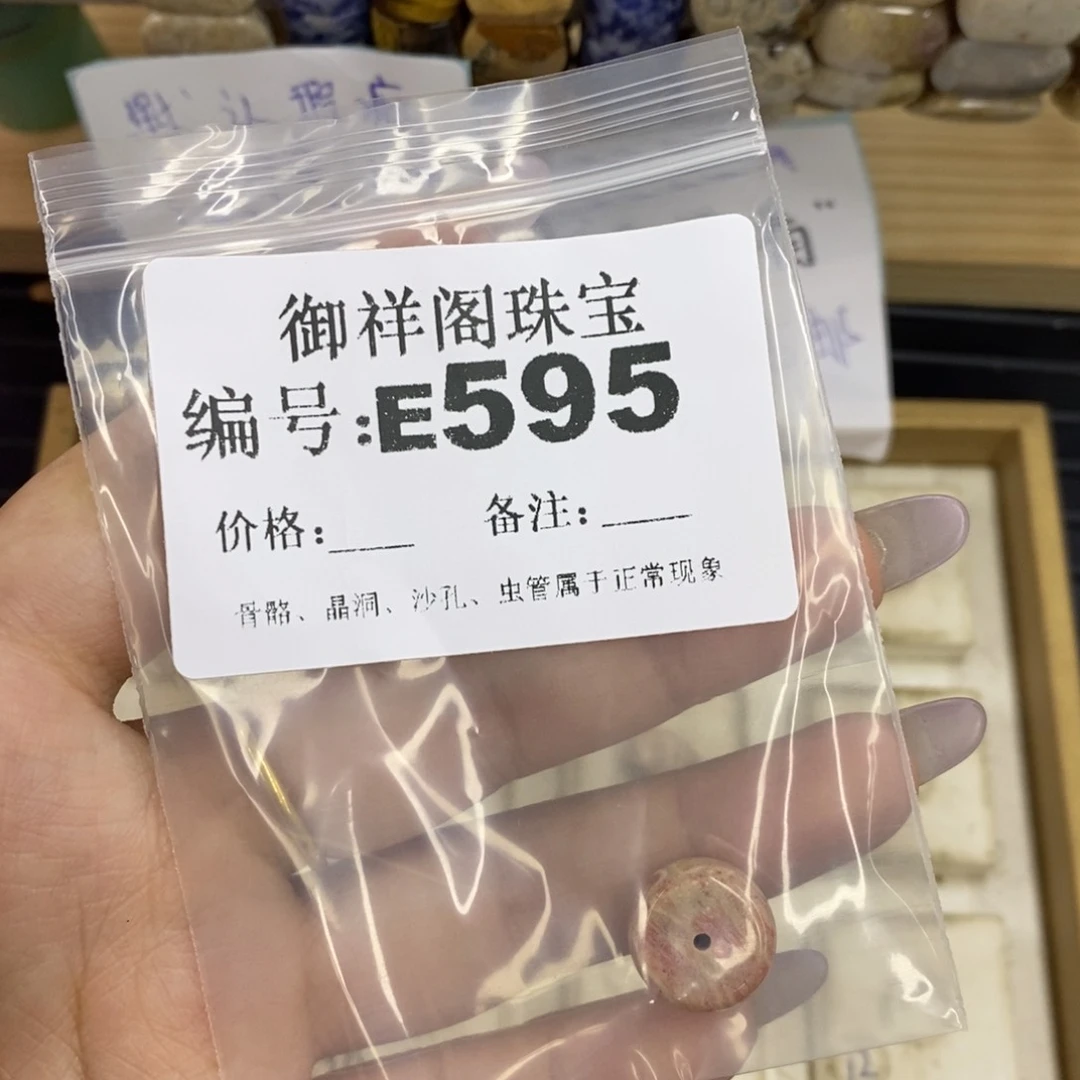 御祥阁珠宝
编号:E595
价格:____ 备注:____
骨骼、晶洞、沙孔、虫管属于正常现象
12